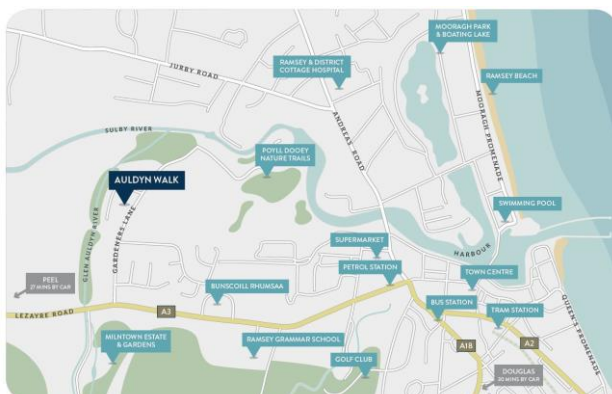 MOORAGH PARK
& BOATING LAKE
RAMSEY & DISTRICT
COTTAGE HOSPITAL
JURBY ROAD
RAMSEY BEACH
MOORAGH PROMENADE
ANDREAS ROAD
SULBY RIVER
POYLL DOOEY
NATURE TRAILS
AULDYN WALK
SWIMMING POOL
GLEN AULDYN RIVER
GARDENERS LANE
SUPERMARKET
HARBOUR
PETROL STATION
TOWN CENTRE
PEEL
27 MINS BY CAR
BUNSCOILL RHUMSAA
BUS STATION
TRAM STATION
QUEEN'S PROMENADE
LEZAYRE ROAD
A3
MILNTOWN ESTATE
& GARDENS
RAMSEY GRAMMAR SCHOOL
GOLF CLUB
A18
A2
DOUGLAS
30 MINS BY CAR